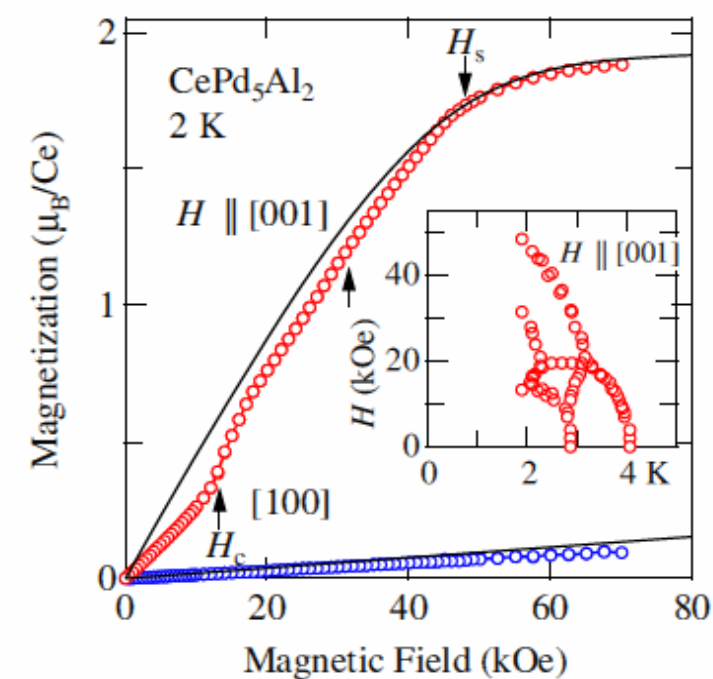 2
CePd₅Al₂
2 K
Hₛ
H ∥ [001]
H ∥ [001]
40
20
0
0 2 4 K
H (kOe)
1
[100]
H꜀
0
0 20 40 60 80
Magnetization (μB/Ce)
Magnetic Field (kOe)